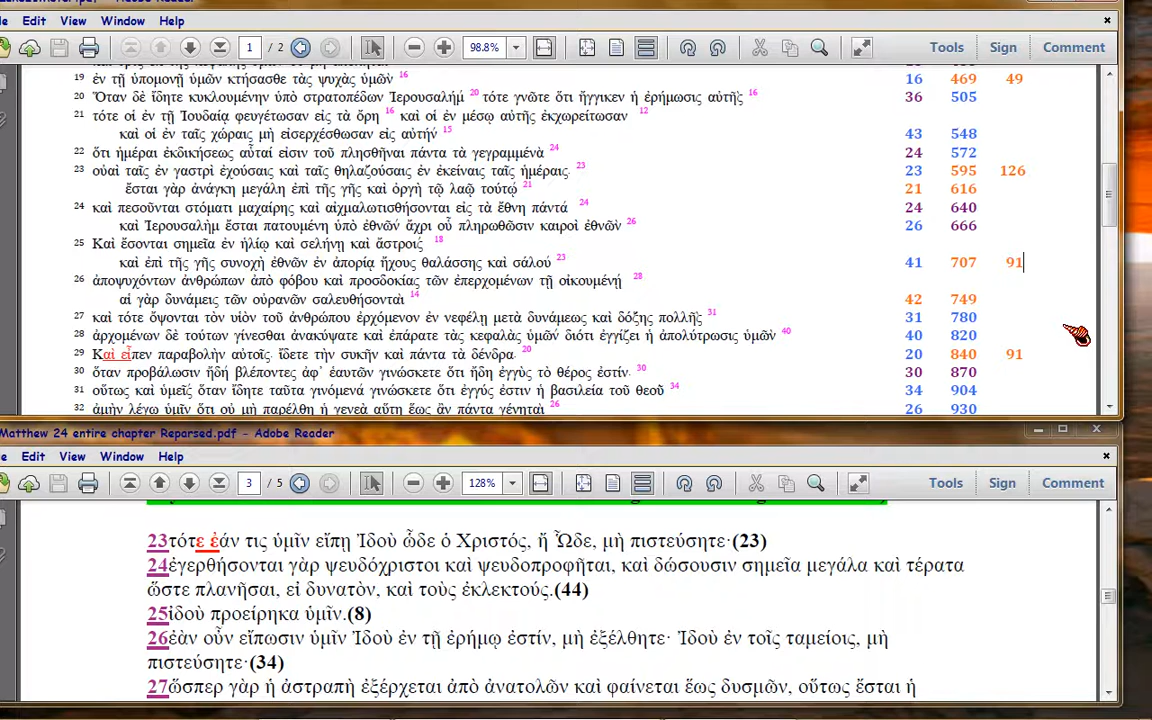 Edit View Window Help
1 / 2 98.8% Tools Sign Comment
19 ἐν τῇ ὑπομονῇ ὑμῶν κτήσασθε τὰς ψυχὰς ὑμῶν 16 16 469 49
20 Ὅταν δὲ ἴδητε κυκλουμένην ὑπὸ στρατοπέδων Ἰερουσαλήμ 20 τότε γνῶτε ὅτι ἤγγικεν ἡ ἐρήμωσις αὐτῆς 16 36 505
21 τότε οἱ ἐν τῇ Ἰουδαίᾳ φευγέτωσαν εἰς τὰ ὄρη 16 καὶ οἱ ἐν μέσῳ αὐτῆς ἐκχωρείτωσαν 12
καὶ οἱ ἐν ταῖς χώραις μὴ εἰσερχέσθωσαν εἰς αὐτήν 15 43 548
22 ὅτι ἡμέραι ἐκδικήσεως αὗταί εἰσιν τοῦ πλησθῆναι πάντα τὰ γεγραμμένα 24 24 572
23 οὐαὶ ταῖς ἐν γαστρὶ ἐχούσαις καὶ ταῖς θηλαζούσαις ἐν ἐκείναις ταῖς ἡμέραις· 23 23 595 126
ἔσται γὰρ ἀνάγκη μεγάλη ἐπὶ τῆς γῆς καὶ ὀργὴ τῷ λαῷ τούτῳ 21 21 616
24 καὶ πεσοῦνται στόματι μαχαίρης καὶ αἰχμαλωτισθήσονται εἰς τὰ ἔθνη πάντά 24 24 640
καὶ Ἰερουσαλὴμ ἔσται πατουμένη ὑπὸ ἐθνῶν ἄχρι οὗ πληρωθῶσιν καιροὶ ἐθνῶν 26 26 666
25 Καὶ ἔσονται σημεῖα ἐν ἡλίῳ καὶ σελήνῃ καὶ ἄστροις 18
καὶ ἐπὶ τῆς γῆς συνοχὴ ἐθνῶν ἐν ἀπορίᾳ ἤχους θαλάσσης καὶ σάλού 23 41 707 91
26 ἀποψυχόντων ἀνθρώπων ἀπὸ φόβου καὶ προσδοκίας τῶν ἐπερχομένων τῇ οἰκουμένῃ 28
αἱ γὰρ δυνάμεις τῶν οὐρανῶν σαλευθήσονταὶ 14 42 749
27 καὶ τότε ὄψονται τὸν υἱὸν τοῦ ἀνθρώπου ἐρχόμενον ἐν νεφέλῃ μετὰ δυνάμεως καὶ δόξης πολλῆς 31 31 780
28 ἀρχομένων δὲ τούτων γίνεσθαι ἀνακύψατε καὶ ἐπάρατε τὰς κεφαλὰς ὑμῶν διότι ἐγγίζει ἡ ἀπολύτρωσις ὑμῶν 40 40 820
29 Καὶ εἶπεν παραβολὴν αὐτοῖς· ἴδετε τὴν συκῆν καὶ πάντα τὰ δένδρα· 20 20 840 91
30 ὅταν προβάλωσιν ἤδη βλέποντες ἀφ’ ἑαυτῶν γινώσκετε ὅτι ἤδη ἐγγὺς τὸ θέρος ἐστίν· 30 30 870
31 οὕτως καὶ ὑμεῖς ὅταν ἴδητε ταῦτα γινόμενά γινώσκετε ὅτι ἐγγύς ἐστιν ἡ βασιλεία τοῦ θεοῦ 34 34 904
32 ἀμὴν λέγω ὑμῖν ὅτι οὐ μὴ παρέλθῃ ἡ γενεὰ αὕτη ἕως ἂν πάντα γένηταὶ 26 26 930
Matthew 24 entire chapter Reparsed.pdf - Adobe Reader
Edit View Window Help
3 / 5 128% Tools Sign Comment
23τότε ἐάν τις ὑμῖν εἴπῃ Ἰδοὺ ὧδε ὁ Χριστός, ἤ Ὧδε, μὴ πιστεύσητε·(23)
24ἐγερθήσονται γὰρ ψευδόχριστοι καὶ ψευδοπροφῆται, καὶ δώσουσιν σημεῖα μεγάλα καὶ τέρατα
ὥστε πλανῆσαι, εἰ δυνατὸν, καὶ τοὺς ἐκλεκτούς.(44)
25ἰδοὺ προείρηκα ὑμῖν.(8)
26ἐὰν οὖν εἴπωσιν ὑμῖν Ἰδοὺ ἐν τῇ ἐρήμῳ ἐστίν, μὴ ἐξέλθητε· Ἰδοὺ ἐν τοῖς ταμείοις, μὴ
πιστεύσητε·(34)
27ὥσπερ γὰρ ἡ ἀστραπὴ ἐξέρχεται ἀπὸ ἀνατολῶν καὶ φαίνεται ἕως δυσμῶν, οὕτως ἔσται ἡ